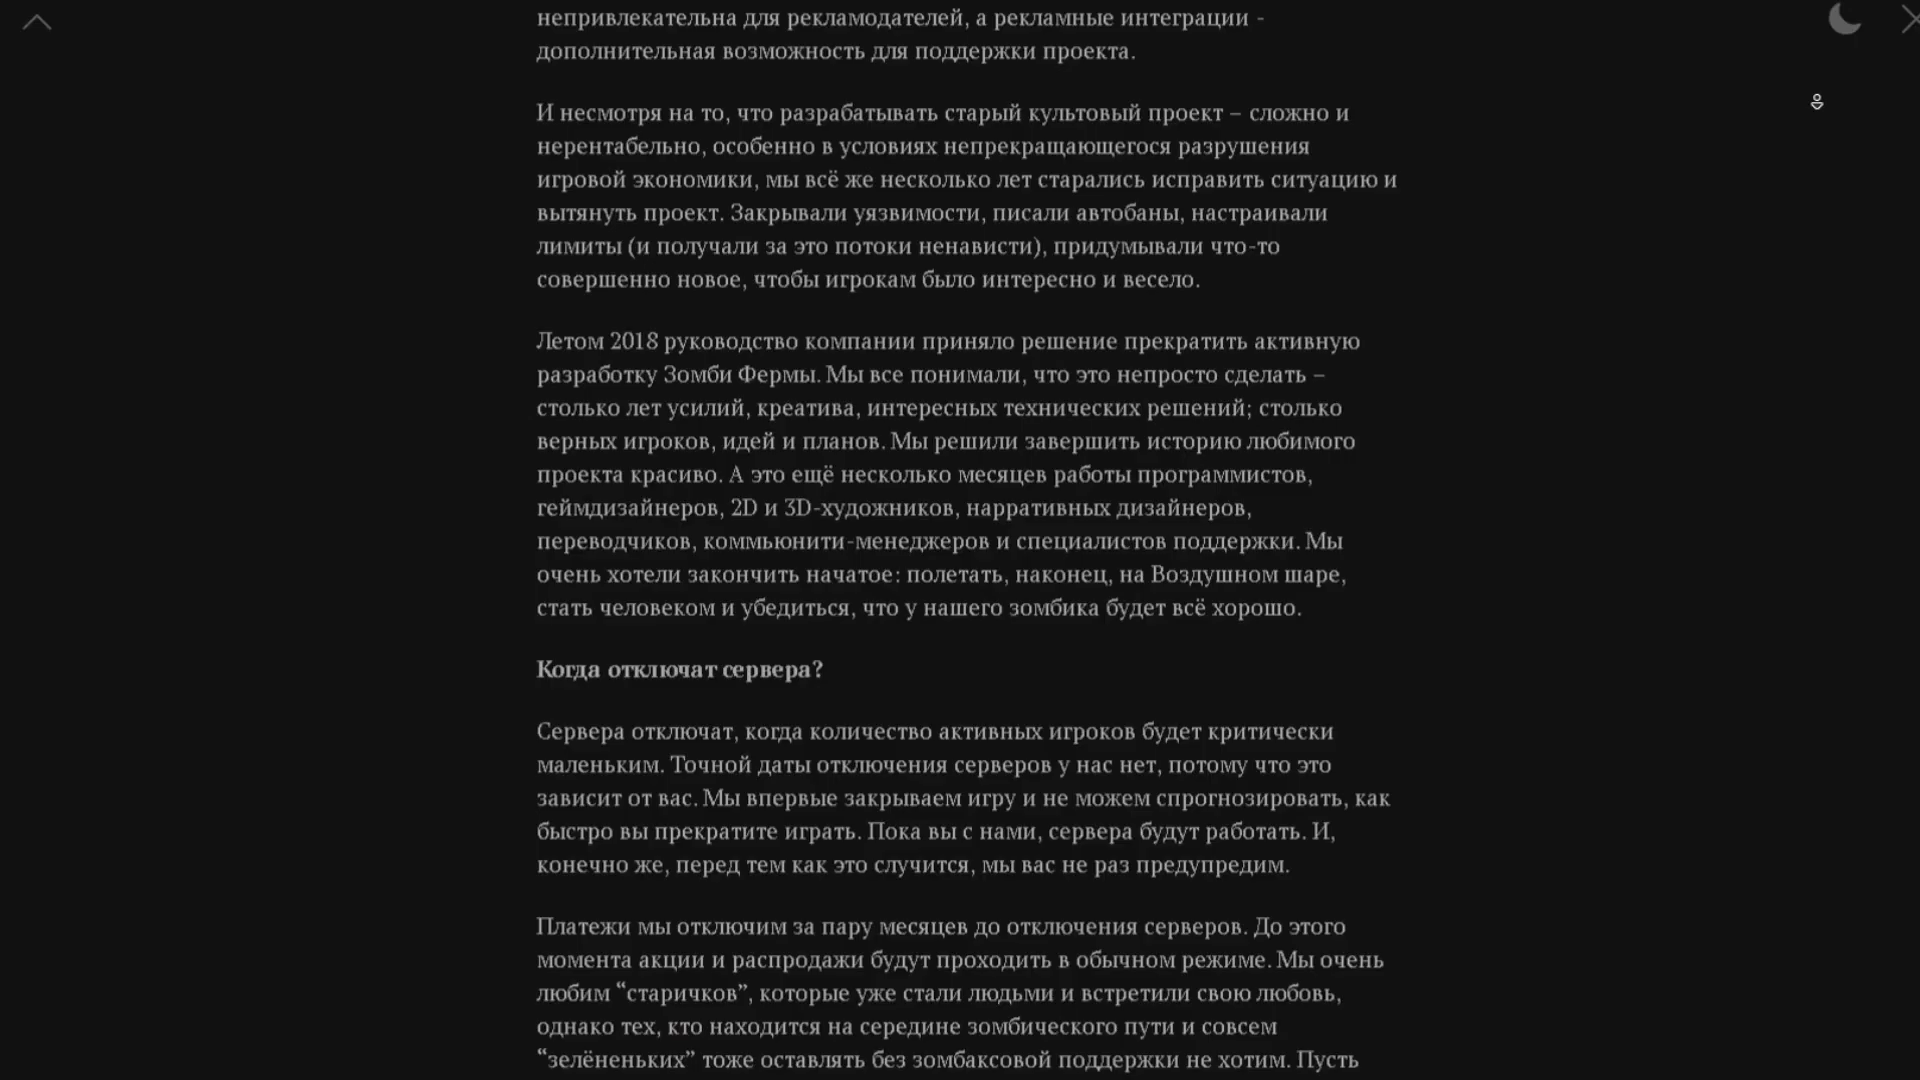 непривлекательна для рекламодателей, а рекламные интеграции -
дополнительная возможность для поддержки проекта.
И несмотря на то, что разрабатывать старый культовый проект – сложно и
нерентабельно, особенно в условиях непрекращающегося разрушения
игровой экономики, мы всё же несколько лет старались исправить ситуацию и
вытянуть проект. Закрывали уязвимости, писали автобаны, настраивали
лимиты (и получали за это потоки ненависти), придумывали что-то
совершенно новое, чтобы игрокам было интересно и весело.
Летом 2018 руководство компании приняло решение прекратить активную
разработку Зомби Фермы. Мы все понимали, что это непросто сделать –
столько лет усилий, креатива, интересных технических решений; столько
верных игроков, идей и планов. Мы решили завершить историю любимого
проекта красиво. А это ещё несколько месяцев работы программистов,
геймдизайнеров, 2D и 3D-художников, нарративных дизайнеров,
переводчиков, коммьюнити-менеджеров и специалистов поддержки. Мы
очень хотели закончить начатое: полетать, наконец, на Воздушном шаре,
стать человеком и убедиться, что у нашего зомбика будет всё хорошо.
Когда отключат сервера?
Сервера отключат, когда количество активных игроков будет критически
маленьким. Точной даты отключения серверов у нас нет, потому что это
зависит от вас. Мы впервые закрываем игру и не можем спрогнозировать, как
быстро вы прекратите играть. Пока вы с нами, сервера будут работать. И,
конечно же, перед тем как это случится, мы вас не раз предупредим.
Платежи мы отключим за пару месяцев до отключения серверов. До этого
момента акции и распродажи будут проходить в обычном режиме. Мы очень
любим “старичков”, которые уже стали людьми и встретили свою любовь,
однако тех, кто находится на середине зомбического пути и совсем
“зелёненьких” тоже оставлять без зомбаксовой поддержки не хотим. Пусть